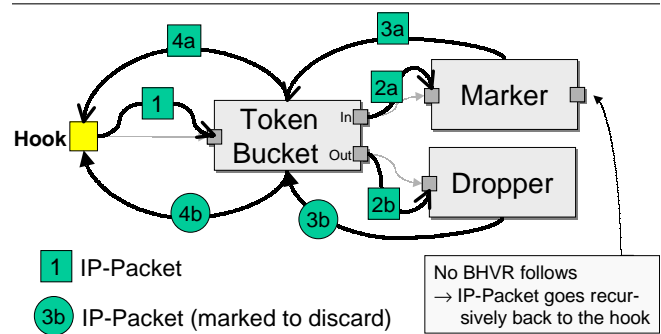 4a
3a
1
2a
Hook
Token
Bucket
In
Out
Marker
Dropper
4b
3b
2b
1 IP-Packet
3b IP-Packet (marked to discard)
No BHVR follows
→ IP-Packet goes recur-
sively back to the hook